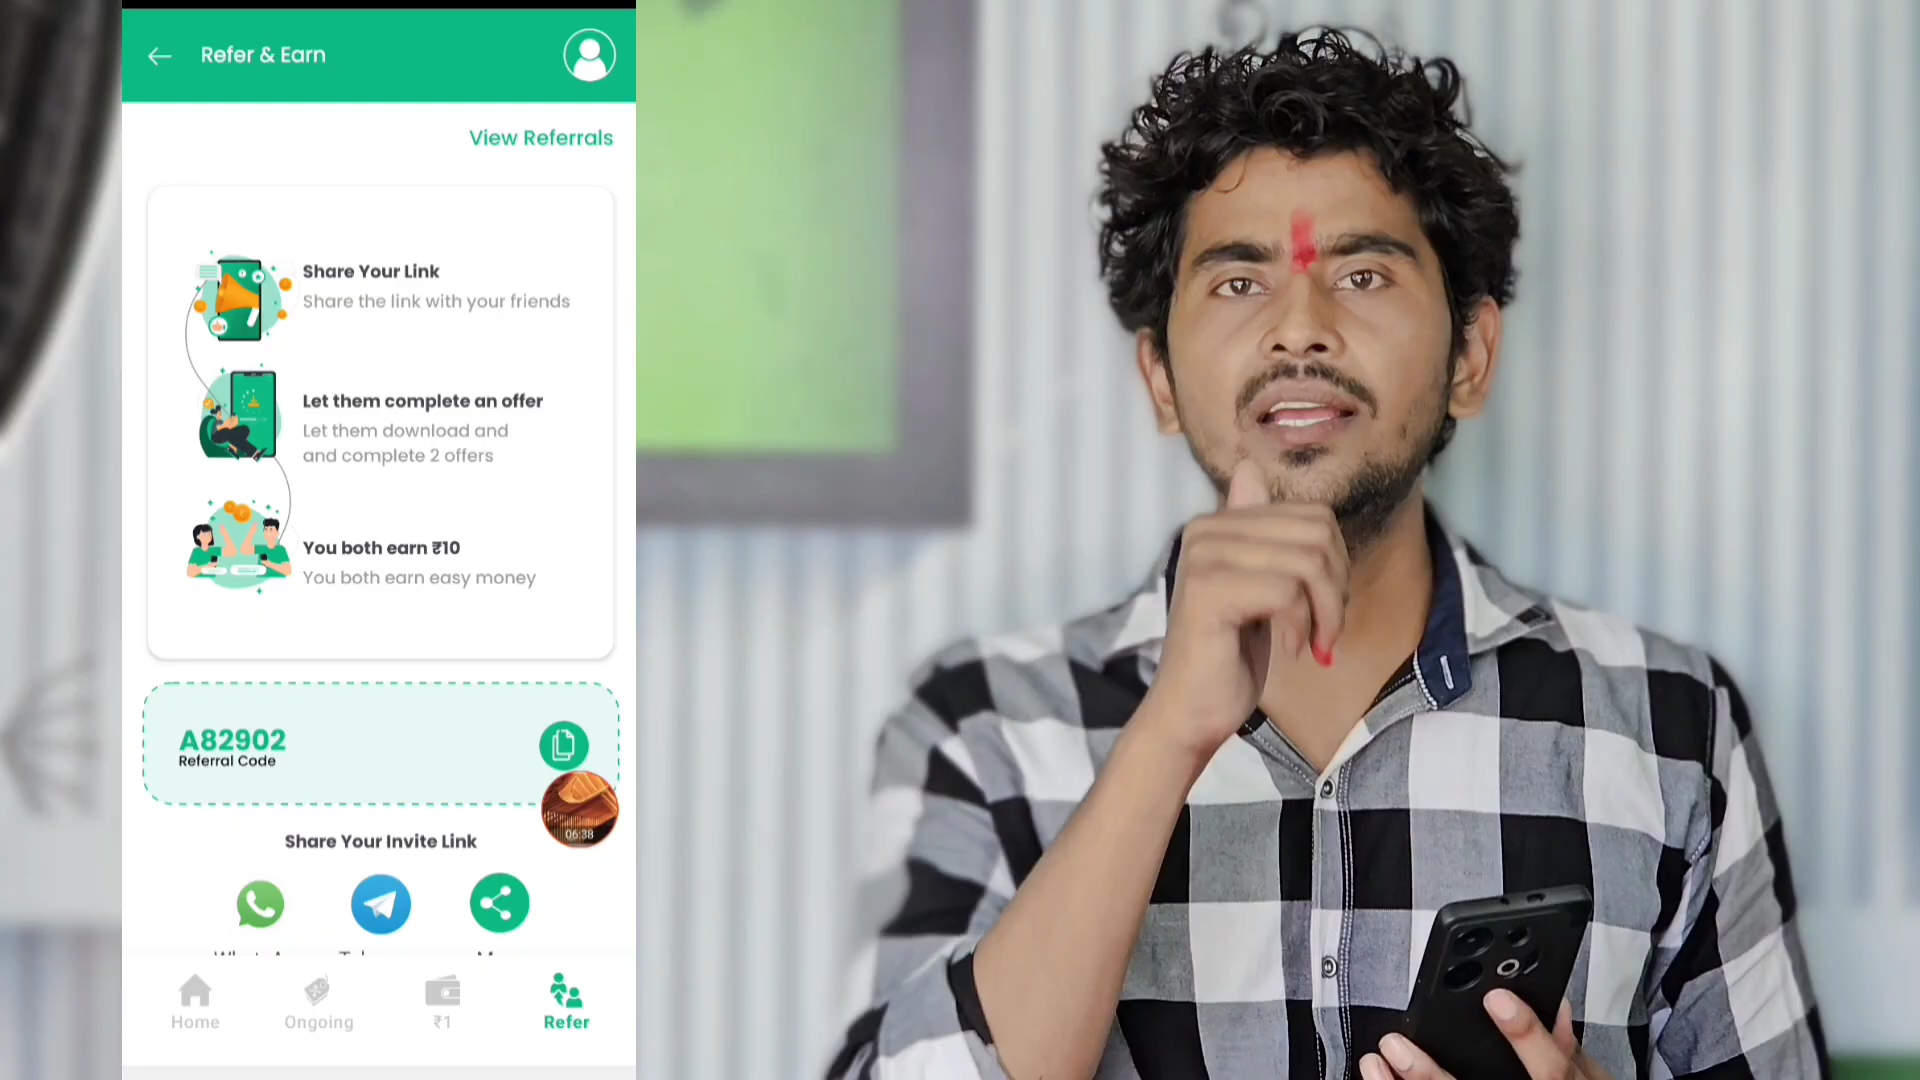 Refer & Earn
View Referrals
Share Your Link
Share the link with your friends
Let them complete an offer
Let them download and
and complete 2 offers
You both earn ₹10
You both earn easy money
A82902
Referral Code
06:38
Share Your Invite Link
Home
Ongoing
₹1
Refer